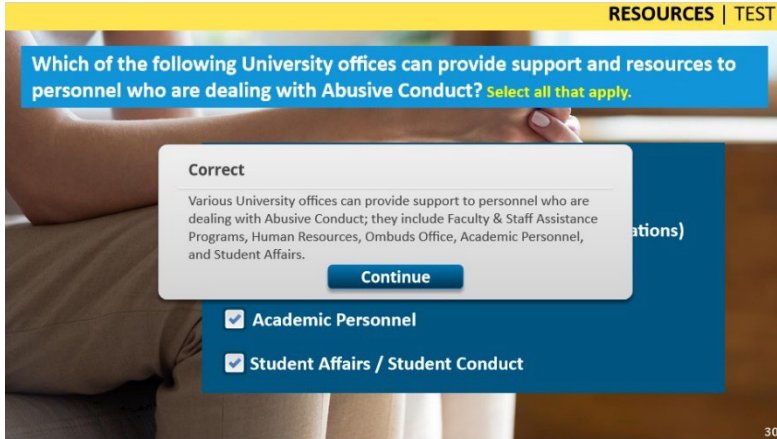 RESOURCES | TEST
Which of the following University offices can provide support and resources to
personnel who are dealing with Abusive Conduct? Select all that apply.
Correct
Various University offices can provide support to personnel who are
dealing with Abusive Conduct; they include Faculty & Staff Assistance
Programs, Human Resources, Ombuds Office, Academic Personnel,
and Student Affairs.
ations)
Continue
Academic Personnel
Student Affairs / Student Conduct
30